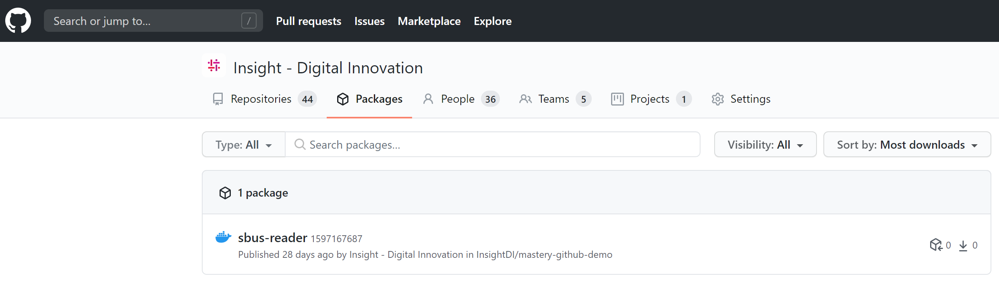 Search or jump to... / Pull requests Issues Marketplace Explore
Insight - Digital Innovation
Repositories 44 Packages People 36 Teams 5 Projects 1 Settings
Type: All Search packages... Visibility: All Sort by: Most downloads
1 package
sbus-reader 1597167687
Published 28 days ago by Insight - Digital Innovation in InsightDI/mastery-github-demo
0 0